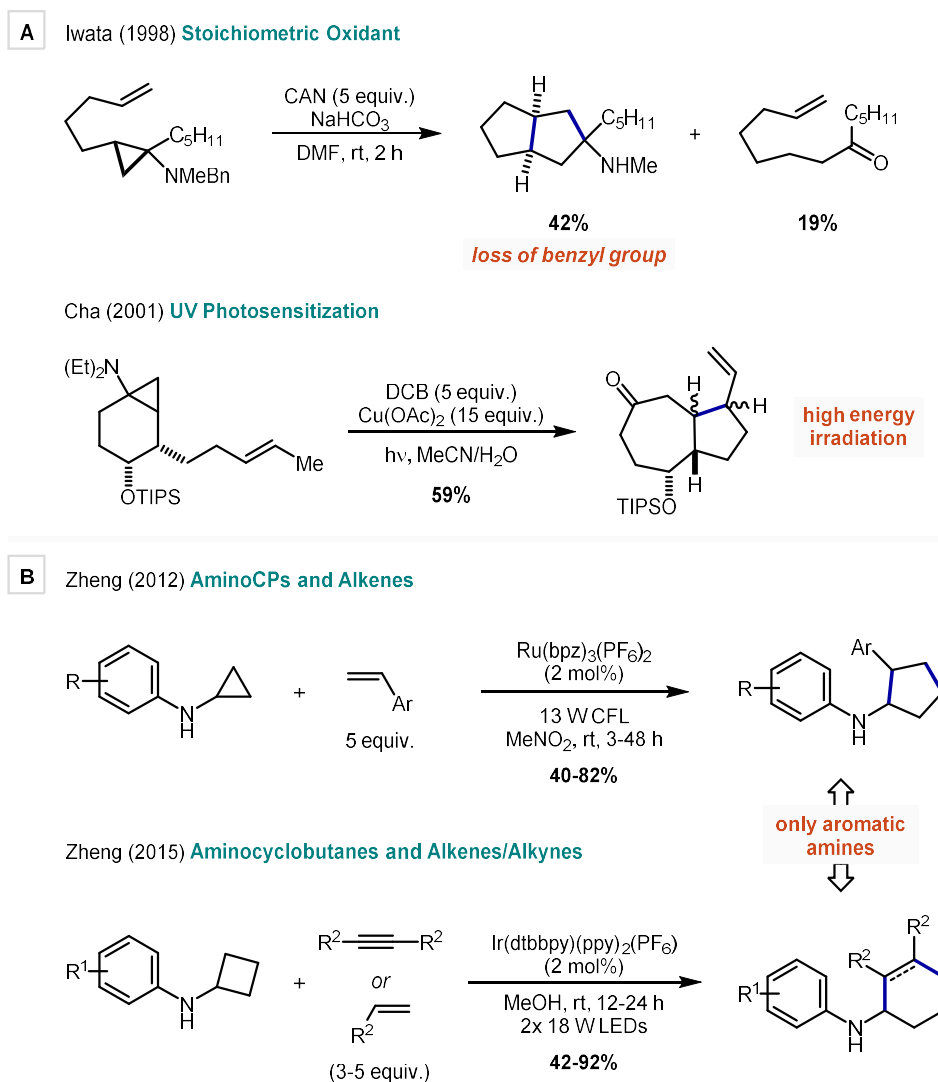 A
Iwata (1998) Stoichiometric Oxidant
C₅H₁₁
NMeBn
CAN (5 equiv.)
NaHCO₃
DMF, rt, 2 h
H
H
C₅H₁₁
NHMe
+
C₅H₁₁
O
42%
19%
loss of benzyl group
Cha (2001) UV Photosensitization
(Et)₂N
Me
OTIPS
DCB (5 equiv.)
Cu(OAc)₂ (15 equiv.)
hν, MeCN/H₂O
59%
O
H
H
H
TIPSO
high energy
irradiation
B
Zheng (2012) AminoCPs and Alkenes
R
N
H
+
Ar
5 equiv.
Ru(bpz)₃(PF₆)₂
(2 mol%)
13 W CFL
MeNO₂, rt, 3-48 h
40-82%
Ar
R
N
H
only aromatic
amines
Zheng (2015) Aminocyclobutanes and Alkenes/Alkynes
R¹
N
H
+
R² R²
or
R²
(3-5 equiv.)
Ir(dtbbpy)(ppy)₂(PF₆)
(2 mol%)
MeOH, rt, 12-24 h
2x 18 W LEDs
42-92%
R²
R²
R¹
N
H